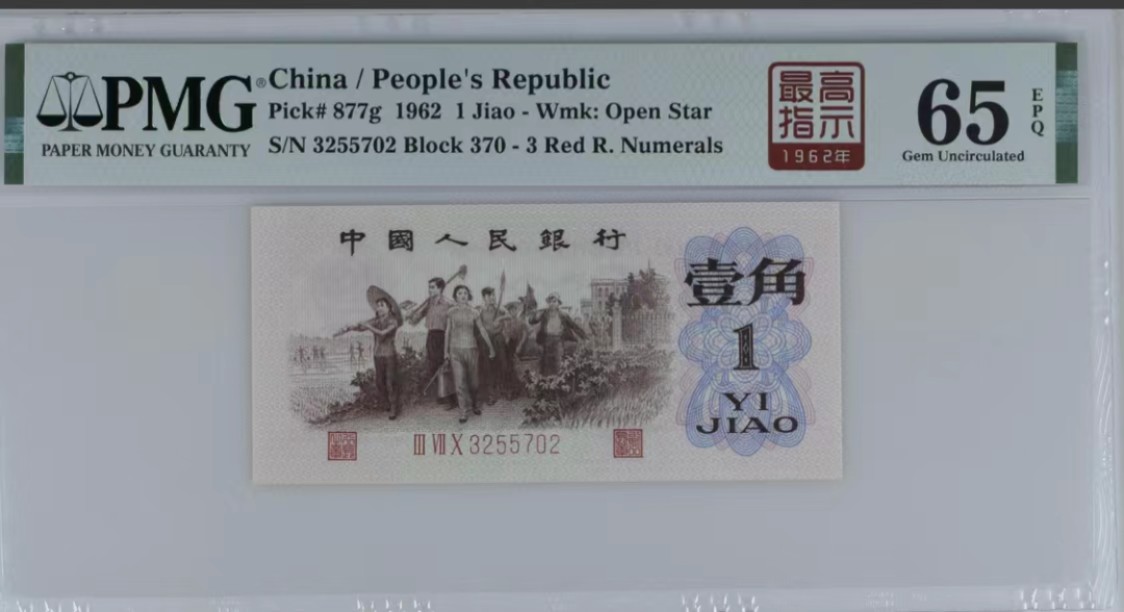 PMG®
PAPER MONEY GUARANTY
China / People's Republic
Pick# 877g 1962 1 Jiao - Wmk: Open Star
S/N 3255702 Block 370 - 3 Red R. Numerals
最高
指示
1962年
65
EPQ
Gem Uncirculated
中國人民銀行
壹角
1
YI
JIAO
III VII X 3255702